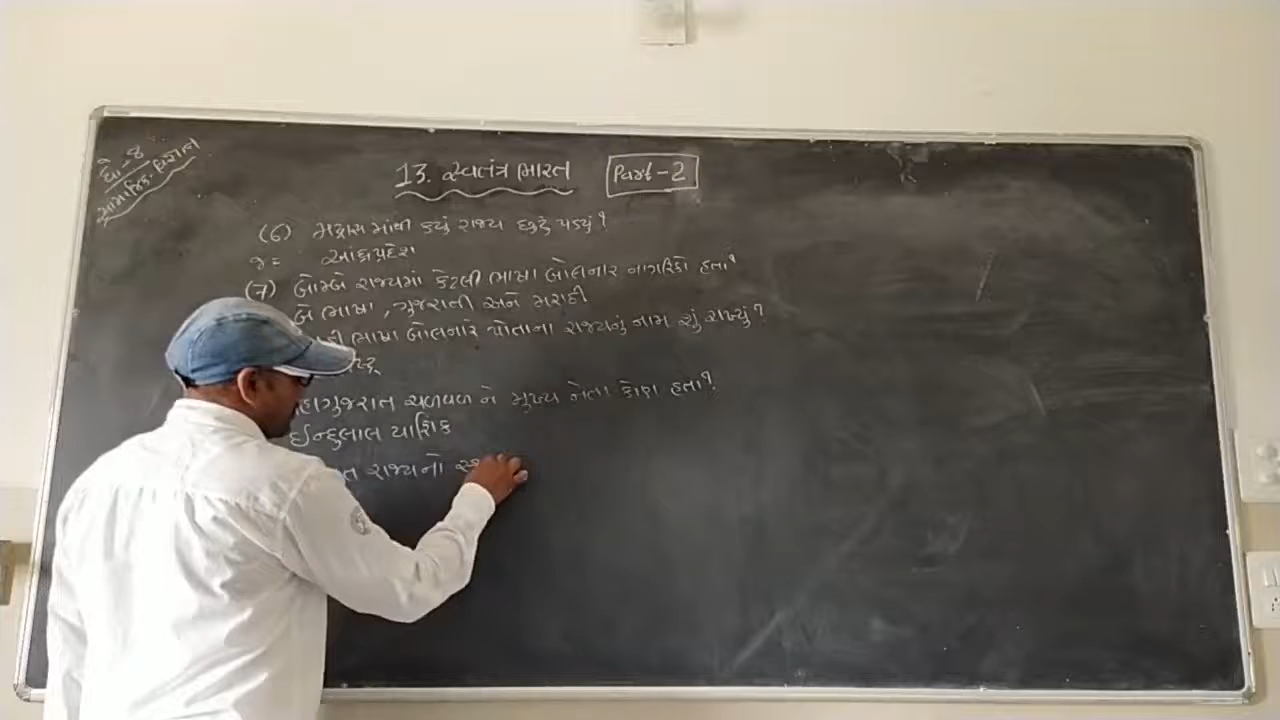 ધો-8
સામાજિક-વિજ્ઞાન
13. સ્વતંત્ર ભારત
Part-2
(6) મદ્રાસમાંથી કયું રાજ્ય છુટું પડ્યું?
જ= આંધ્રપ્રદેશ
(7) બોમ્બે રાજ્યમાં કેટલી ભાષા બોલનાર નાગરિકો હતા?
બે ભાષા, ગુજરાતી અને મરાઠી
ભાષા બોલનારે પોતાના રાજ્યનું નામ શું રાખ્યું?
હાગુજરાત ચળવળ ને મુખ્ય નેતા કોણ હતા?
ઈન્દુલાલ યાજ્ઞિક
ત રાજ્યનો સ્થ